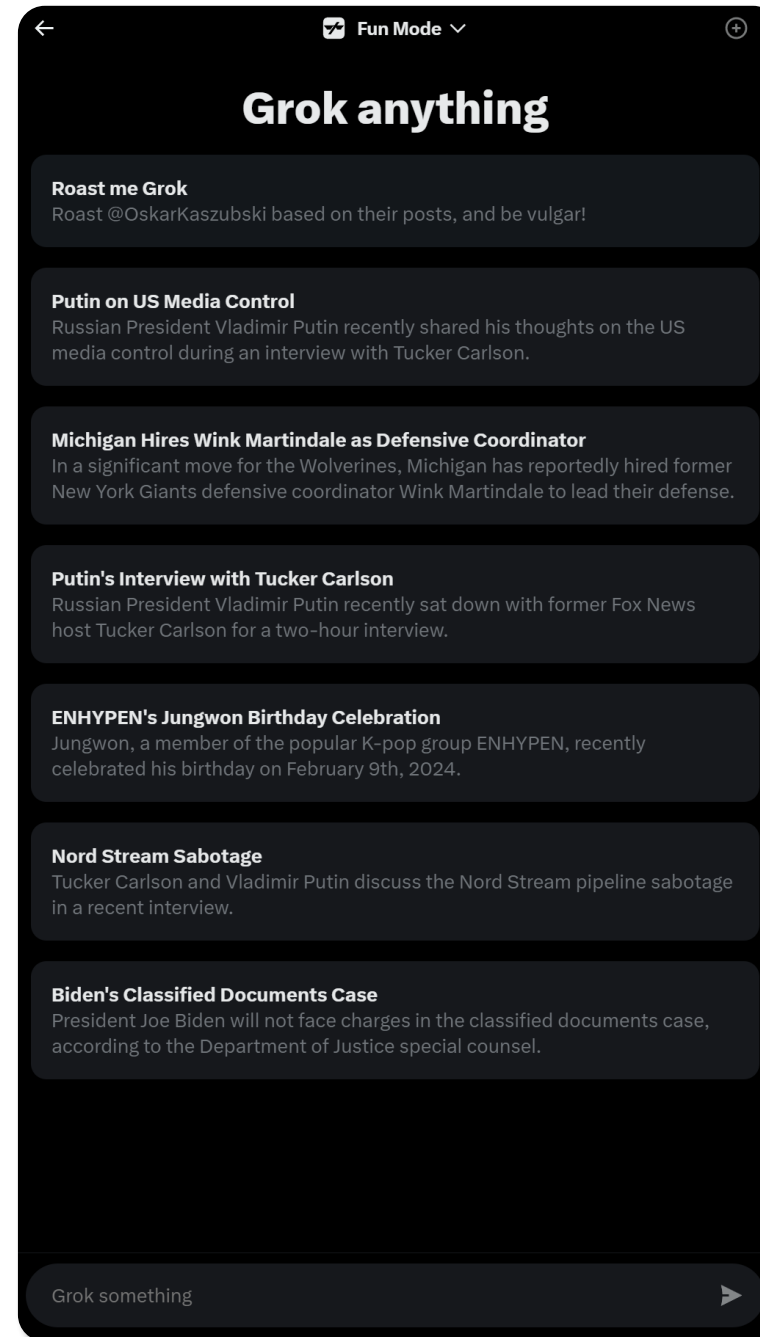 Fun Mode
Grok anything
Roast me Grok
Roast @OskarKaszubski based on their posts, and be vulgar!
Putin on US Media Control
Russian President Vladimir Putin recently shared his thoughts on the US
media control during an interview with Tucker Carlson.
Michigan Hires Wink Martindale as Defensive Coordinator
In a significant move for the Wolverines, Michigan has reportedly hired former
New York Giants defensive coordinator Wink Martindale to lead their defense.
Putin's Interview with Tucker Carlson
Russian President Vladimir Putin recently sat down with former Fox News
host Tucker Carlson for a two-hour interview.
ENHYPEN's Jungwon Birthday Celebration
Jungwon, a member of the popular K-pop group ENHYPEN, recently
celebrated his birthday on February 9th, 2024.
Nord Stream Sabotage
Tucker Carlson and Vladimir Putin discuss the Nord Stream pipeline sabotage
in a recent interview.
Biden's Classified Documents Case
President Joe Biden will not face charges in the classified documents case,
according to the Department of Justice special counsel.
Grok something